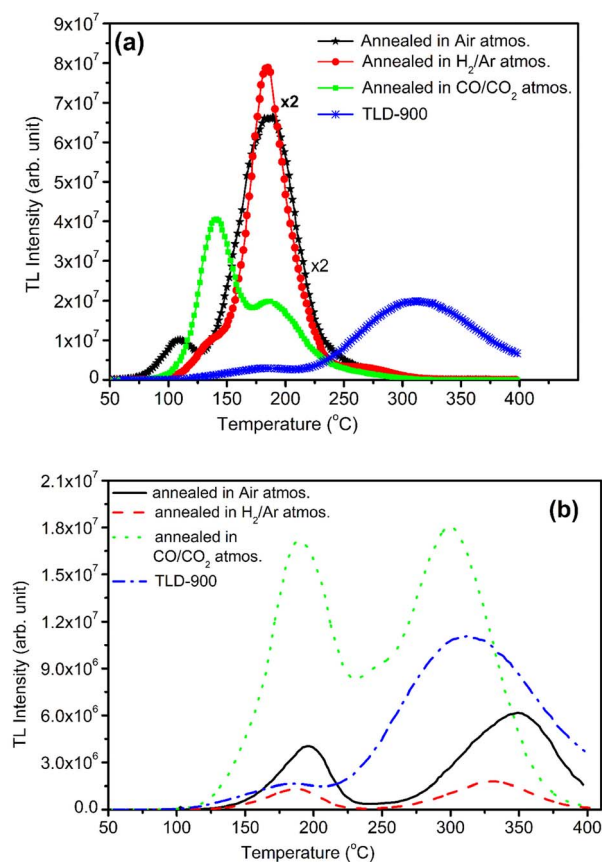 (a)
Annealed in Air atmos.
Annealed in H₂/Ar atmos.
Annealed in CO/CO₂ atmos.
TLD-900
x2
x2
TL Intensity (arb. unit)
9x10⁷
8x10⁷
7x10⁷
6x10⁷
5x10⁷
4x10⁷
3x10⁷
2x10⁷
1x10⁷
0
50 100 150 200 250 300 350 400
Temperature (°C)
(b)
annealed in Air atmos.
annealed in H₂/Ar atmos.
annealed in
CO/CO₂ atmos.
TLD-900
TL Intensity (arb. unit)
2.1x10⁷
1.8x10⁷
1.5x10⁷
1.2x10⁷
9.0x10⁶
6.0x10⁶
3.0x10⁶
0.0
50 100 150 200 250 300 350 400
Temperature (°C)